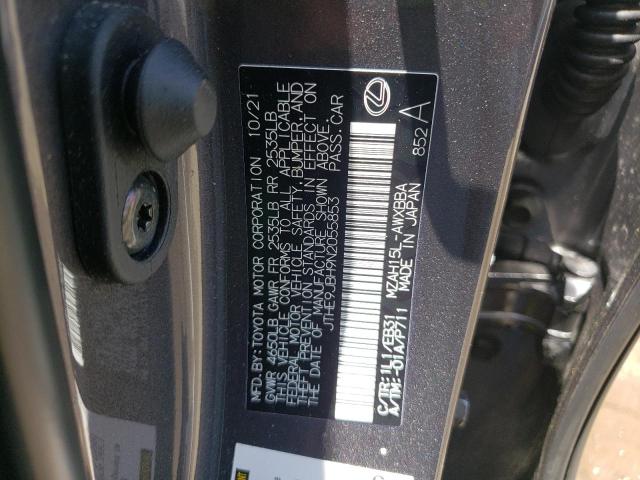 MFD.BY: TOYOTA MOTOR CORPORATION 10/21
GVWR 4650LB GAWR FR 2535LB RR 2535LB
THIS VEHICLE CONFORMS TO ALL APPLICABLE
FEDERAL MOTOR VEHICLE SAFETY, BUMPER, AND
THEFT PREVENTION STANDARDS IN EFFECT ON
THE DATE OF MANUFACTURE SHOWN ABOVE.
JTHE9JBH9N2055853 PASS.CAR
C/TR:1L1/EB31 MZAH15L-AWXBBA
A/TM:-01A/P711 MADE IN JAPAN
852 A